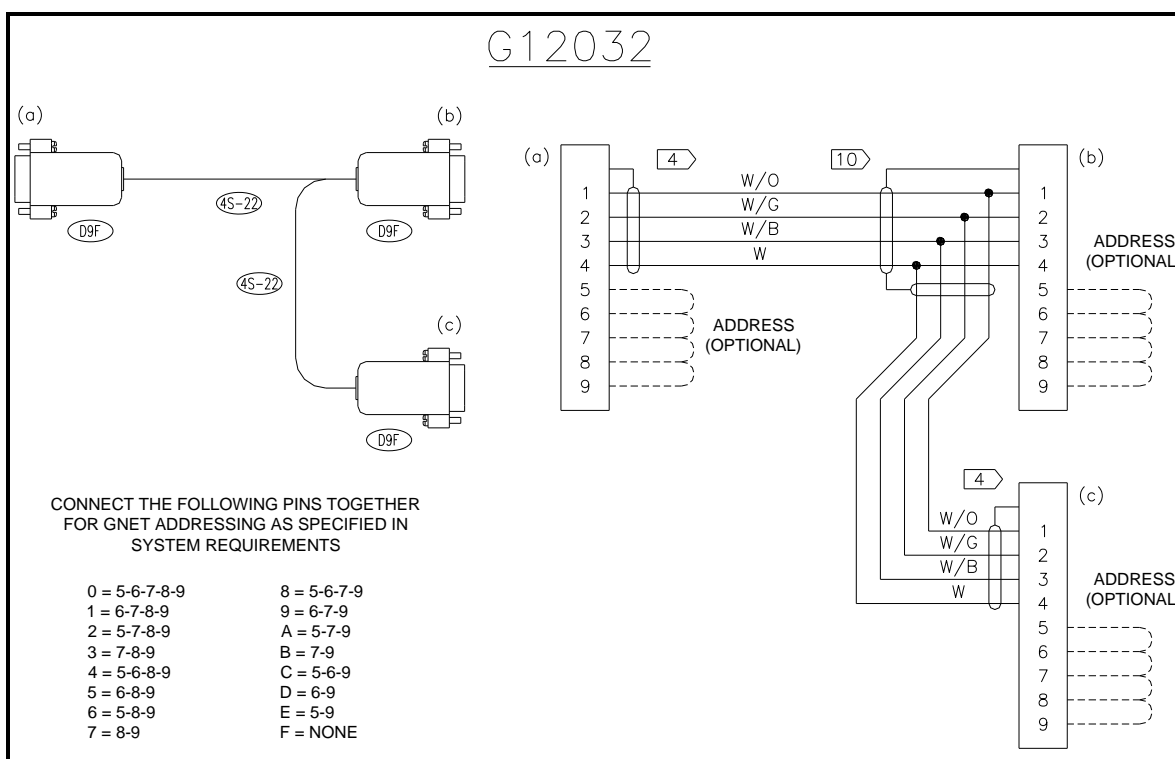 G12032
(a)
(b)
4S-22
D9F
D9F
4S-22
(c)
D9F
CONNECT THE FOLLOWING PINS TOGETHER
FOR GNET ADDRESSING AS SPECIFIED IN
SYSTEM REQUIREMENTS
0 = 5-6-7-8-9
1 = 6-7-8-9
2 = 5-7-8-9
3 = 7-8-9
4 = 5-6-8-9
5 = 6-8-9
6 = 5-8-9
7 = 8-9
8 = 5-6-7-9
9 = 6-7-9
A = 5-7-9
B = 7-9
C = 5-6-9
D = 6-9
E = 5-9
F = NONE
(a)
1
2
3
4
5
6
7
8
9
4
10
W/O
W/G
W/B
W
ADDRESS
(OPTIONAL)
(b)
1
2
3
4
5
6
7
8
9
ADDRESS
(OPTIONAL
4
W/O
W/G
W/B
W
(c)
1
2
3
4
5
6
7
8
9
ADDRESS
(OPTIONAL